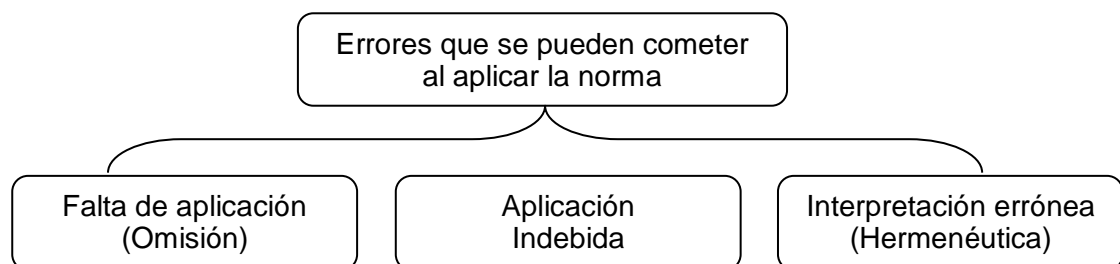 Errores que se pueden cometer
al aplicar la norma
Falta de aplicación
(Omisión)
Aplicación
Indebida
Interpretación errónea
(Hermenéutica)